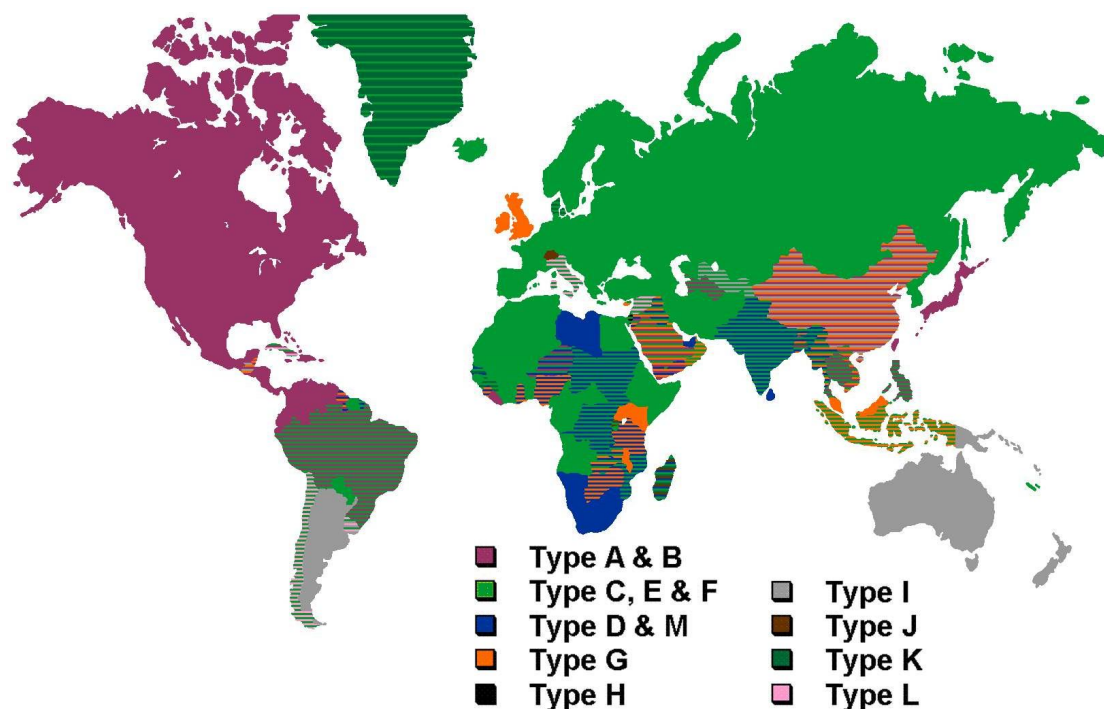 Type A & B
Type C, E & F
Type D & M
Type G
Type H
Type I
Type J
Type K
Type L